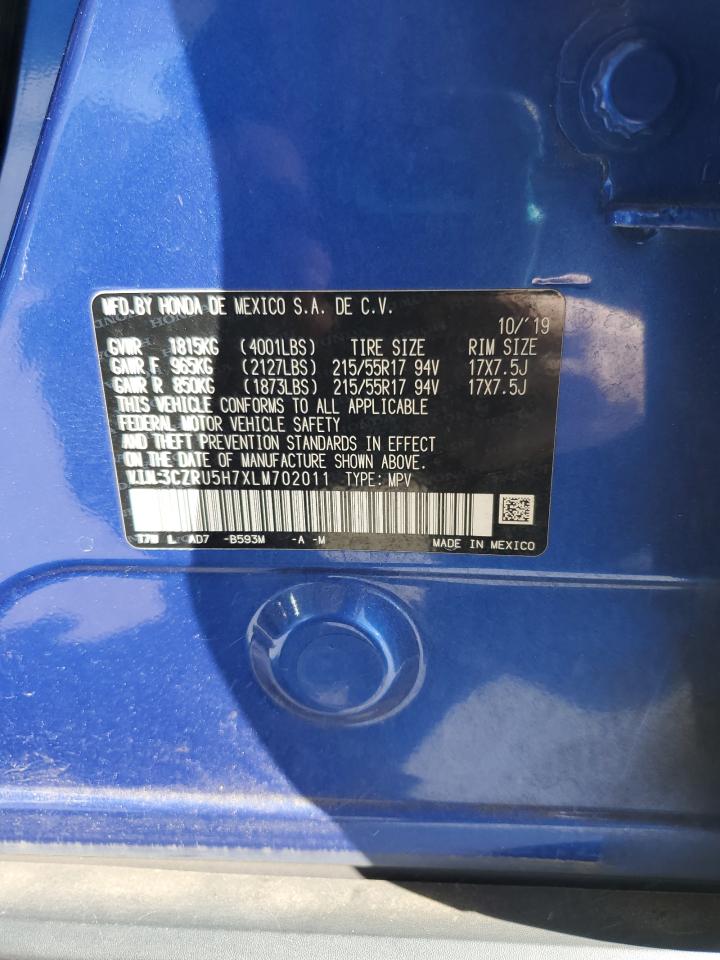 MFD.BY HONDA DE MEXICO S.A. DE C.V.
10/'19
GVWR 1815KG (4001LBS) TIRE SIZE RIM SIZE
GAWR F 965KG (2127LBS) 215/55R17 94V 17X7.5J
GAWR R 850KG (1873LBS) 215/55R17 94V 17X7.5J
THIS VEHICLE CONFORMS TO ALL APPLICABLE
FEDERAL MOTOR VEHICLE SAFETY
AND THEFT PREVENTION STANDARDS IN EFFECT
ON THE DATE OF MANUFACTURE SHOWN ABOVE.
3CZRU5H7XLM702011 TYPE: MPV
AD7 -B593M -A -M MADE IN MEXICO